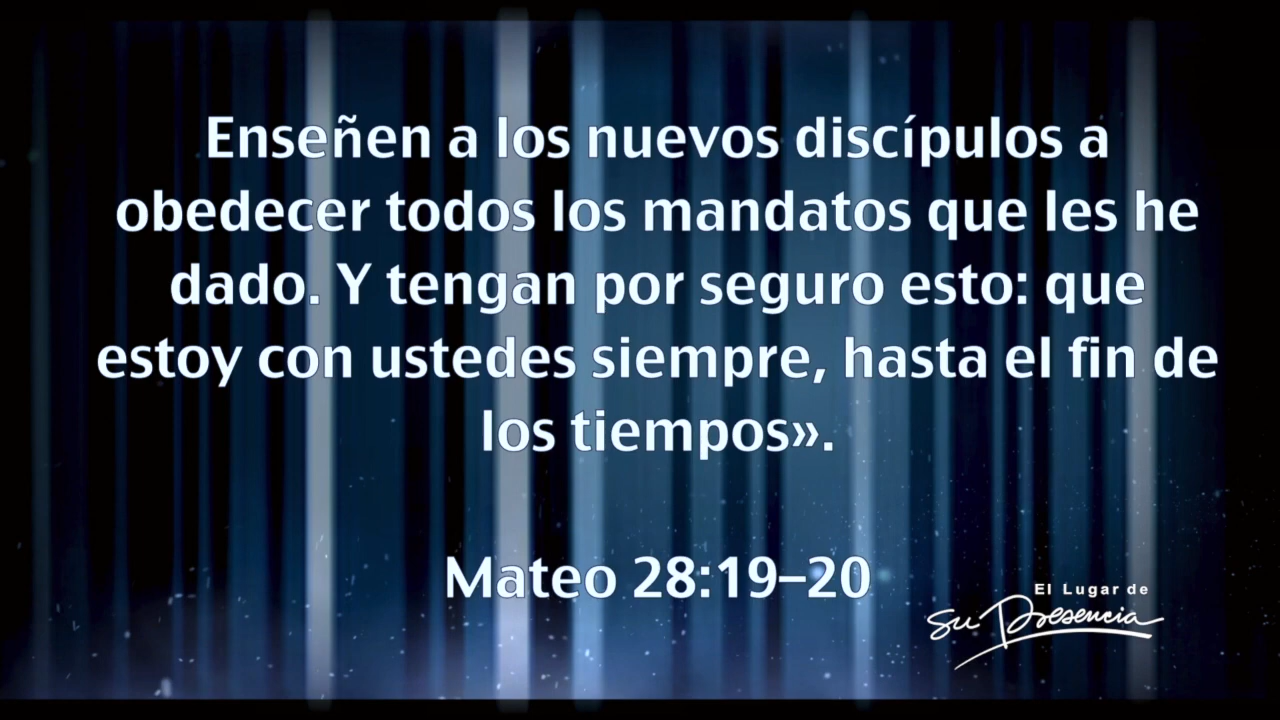 Enseñen a los nuevos discípulos a
obedecer todos los mandatos que les he
dado. Y tengan por seguro esto: que
estoy con ustedes siempre, hasta el fin de
los tiempos».
Mateo 28:19–20
El Lugar de
Su Presencia